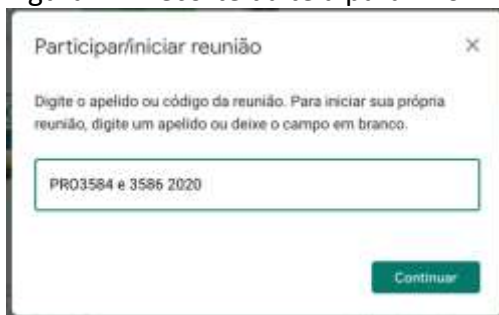 Participar/iniciar reunião
Digite o apelido ou código da reunião. Para iniciar sua própria
reunião, digite um apelido ou deixe o campo em branco.
PRO3584 e 3586 2020
Continuar